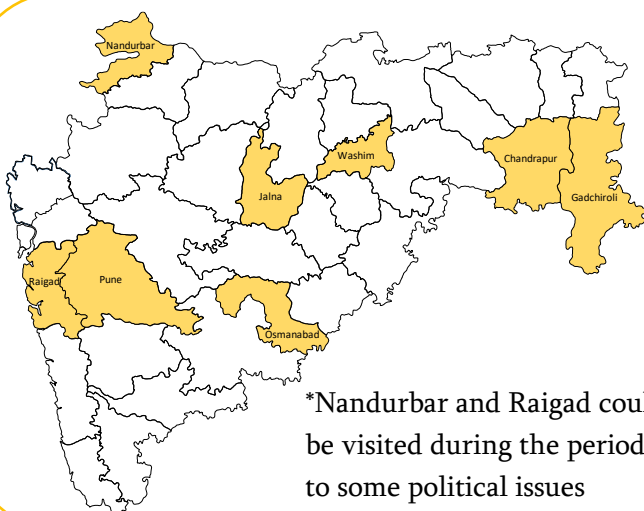 Nandurbar
Washim
Chandrapur
Jalna
Gadchiroli
Raigad
Pune
Osmanabad
*Nandurbar and Raigad
be visited during the period
to some political issues